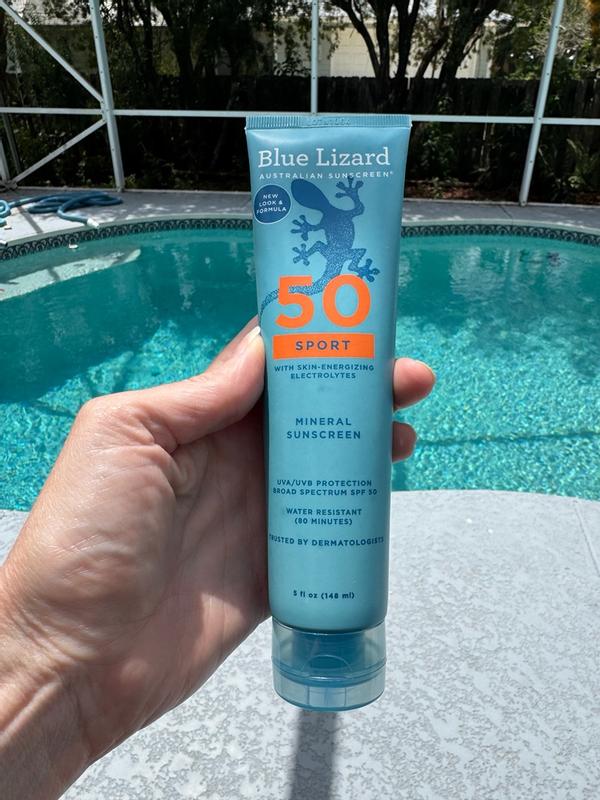 Blue Lizard
AUSTRALIAN SUNSCREEN®
NEW
LOOK &
FORMULA
50
SPORT
WITH SKIN-ENERGIZING
ELECTROLYTES
MINERAL
SUNSCREEN
UVA/UVB PROTECTION
BROAD SPECTRUM SPF 50
WATER RESISTANT
(80 MINUTES)
TRUSTED BY DERMATOLOGISTS
5 fl oz (148 ml)